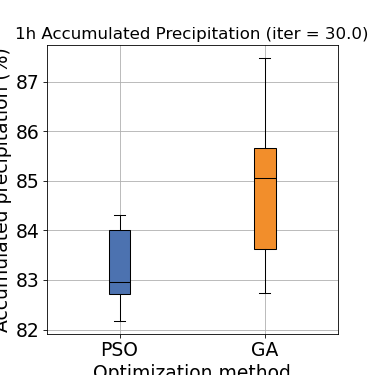 1h Accumulated Precipitation (iter = 30.0)
Accumulated precipitation (%)
87
86
85
84
83
82
PSO GA
Optimization method